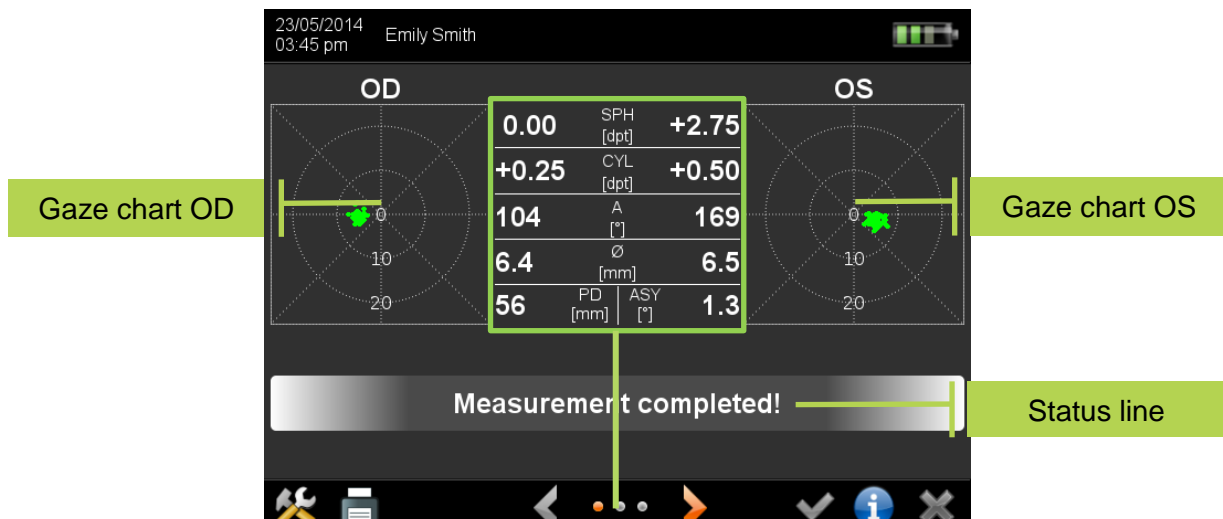 23/05/2014
03:45 pm
Emily Smith
OD
OS
0.00 SPH +2.75
[dpt]
+0.25 CYL +0.50
[dpt]
104 A 169
[°]
6.4 Ø 6.5
[mm]
56 PD ASY 1.3
[mm] [°]
0
10
20
0
10
20
Gaze chart OD
Gaze chart OS
Measurement completed!
Status line
i